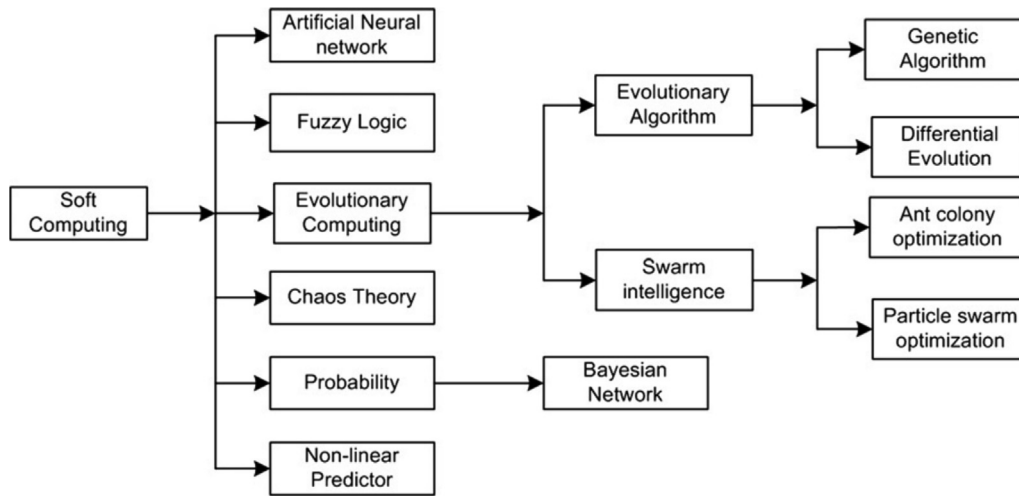 Soft
Computing
Artificial Neural
network
Fuzzy Logic
Evolutionary
Computing
Chaos Theory
Probability
Non-linear
Predictor
Evolutionary
Algorithm
Swarm
intelligence
Bayesian
Network
Genetic
Algorithm
Differential
Evolution
Ant colony
optimization
Particle swarm
optimization